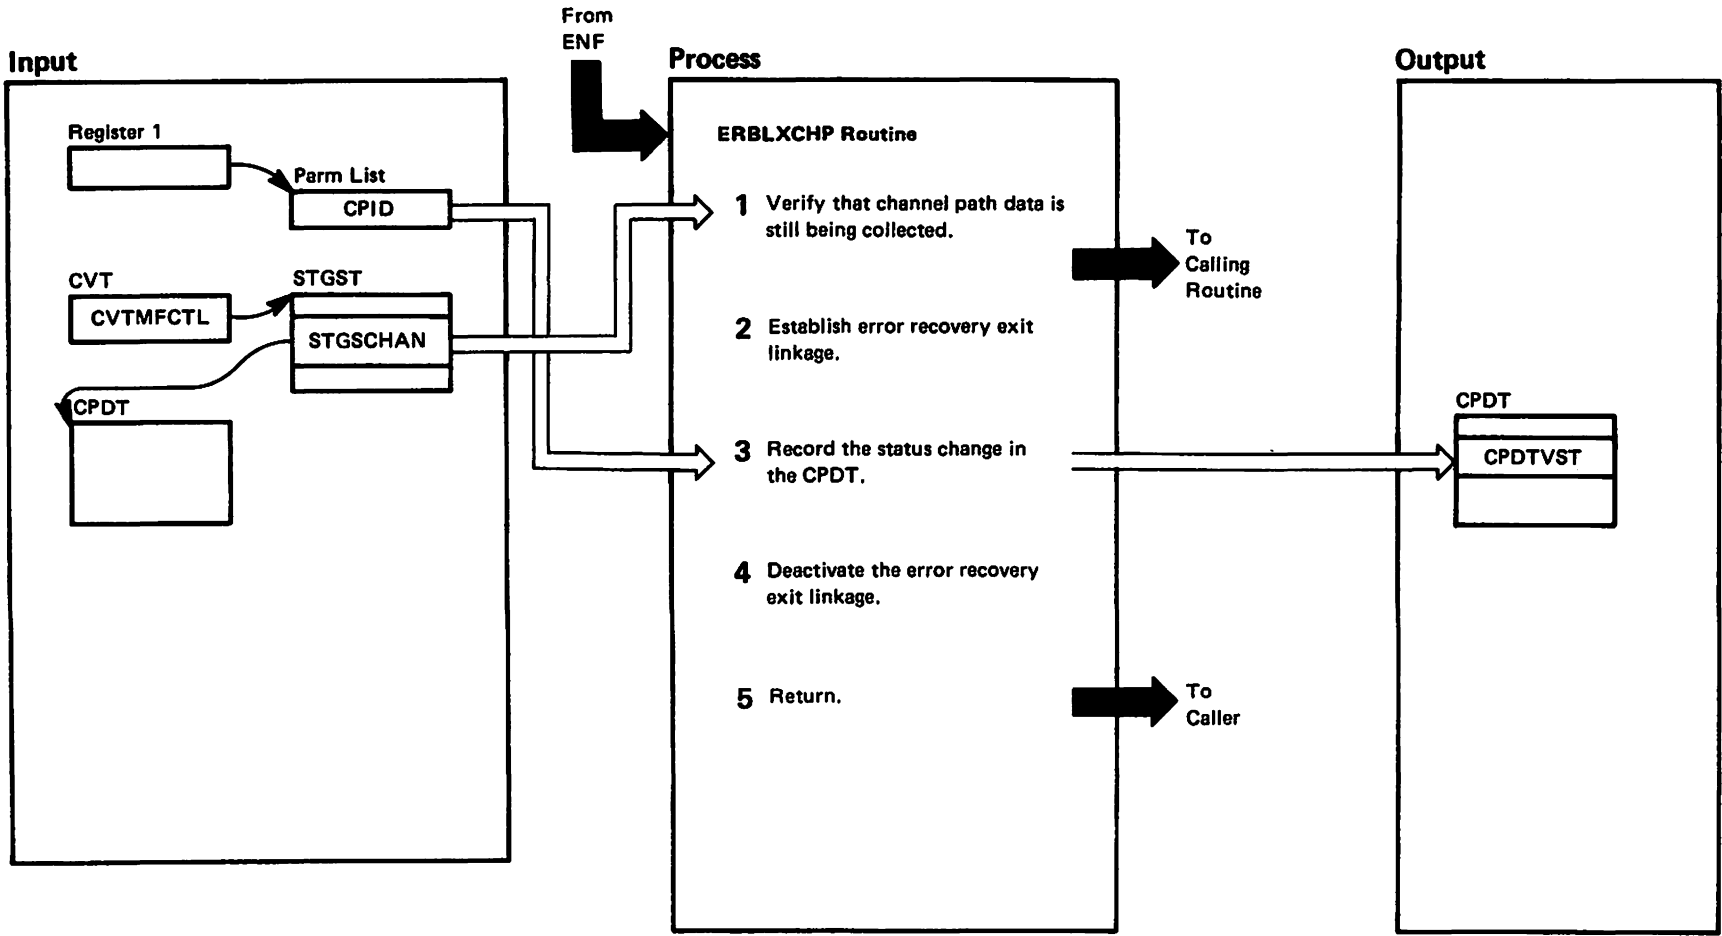 From
ENF
Input
Process
Output
Register 1
Parm List
CPID
CVT
CVTMFCTL
STGST
STGSCHAN
CPDT
ERBLXCHP Routine
1 Verify that channel path data is
still being collected.
To
Calling
Routine
2 Establish error recovery exit
linkage.
3 Record the status change in
the CPDT.
4 Deactivate the error recovery
exit linkage.
5 Return.
To
Caller
CPDT
CPDTVST